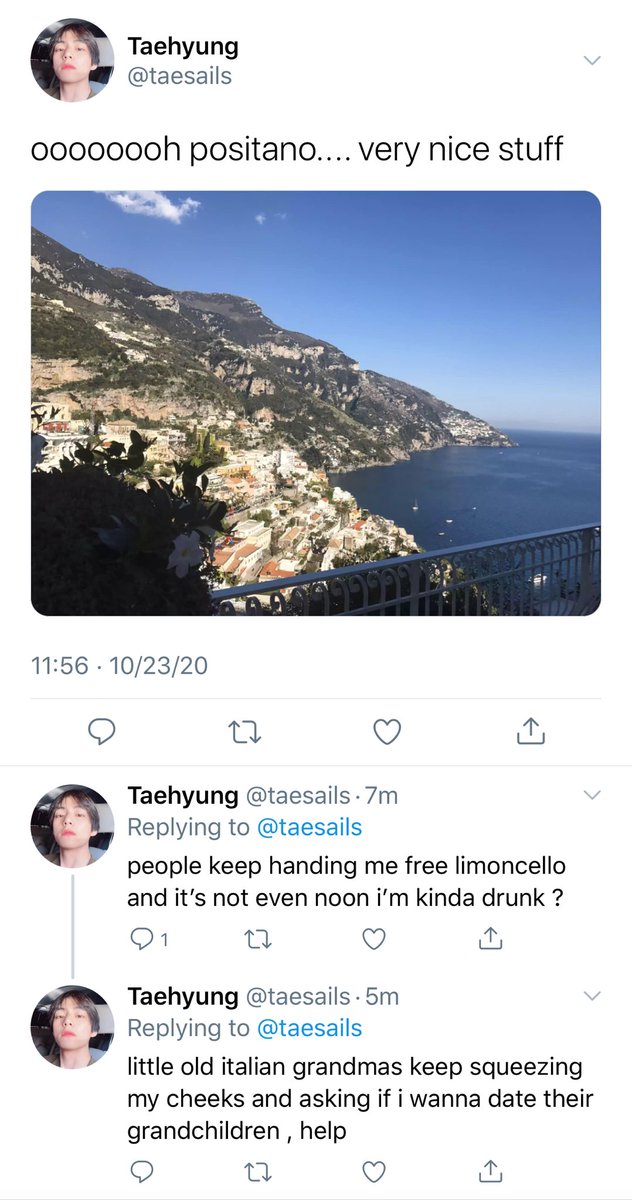 Taehyung
@taesails
oooooooh positano.... very nice stuff
11:56 · 10/23/20
Taehyung @taesails · 7m
Replying to @taesails
people keep handing me free limoncello
and it's not even noon i'm kinda drunk ?
1
Taehyung @taesails · 5m
Replying to @taesails
little old italian grandmas keep squeezing
my cheeks and asking if i wanna date their
grandchildren , help